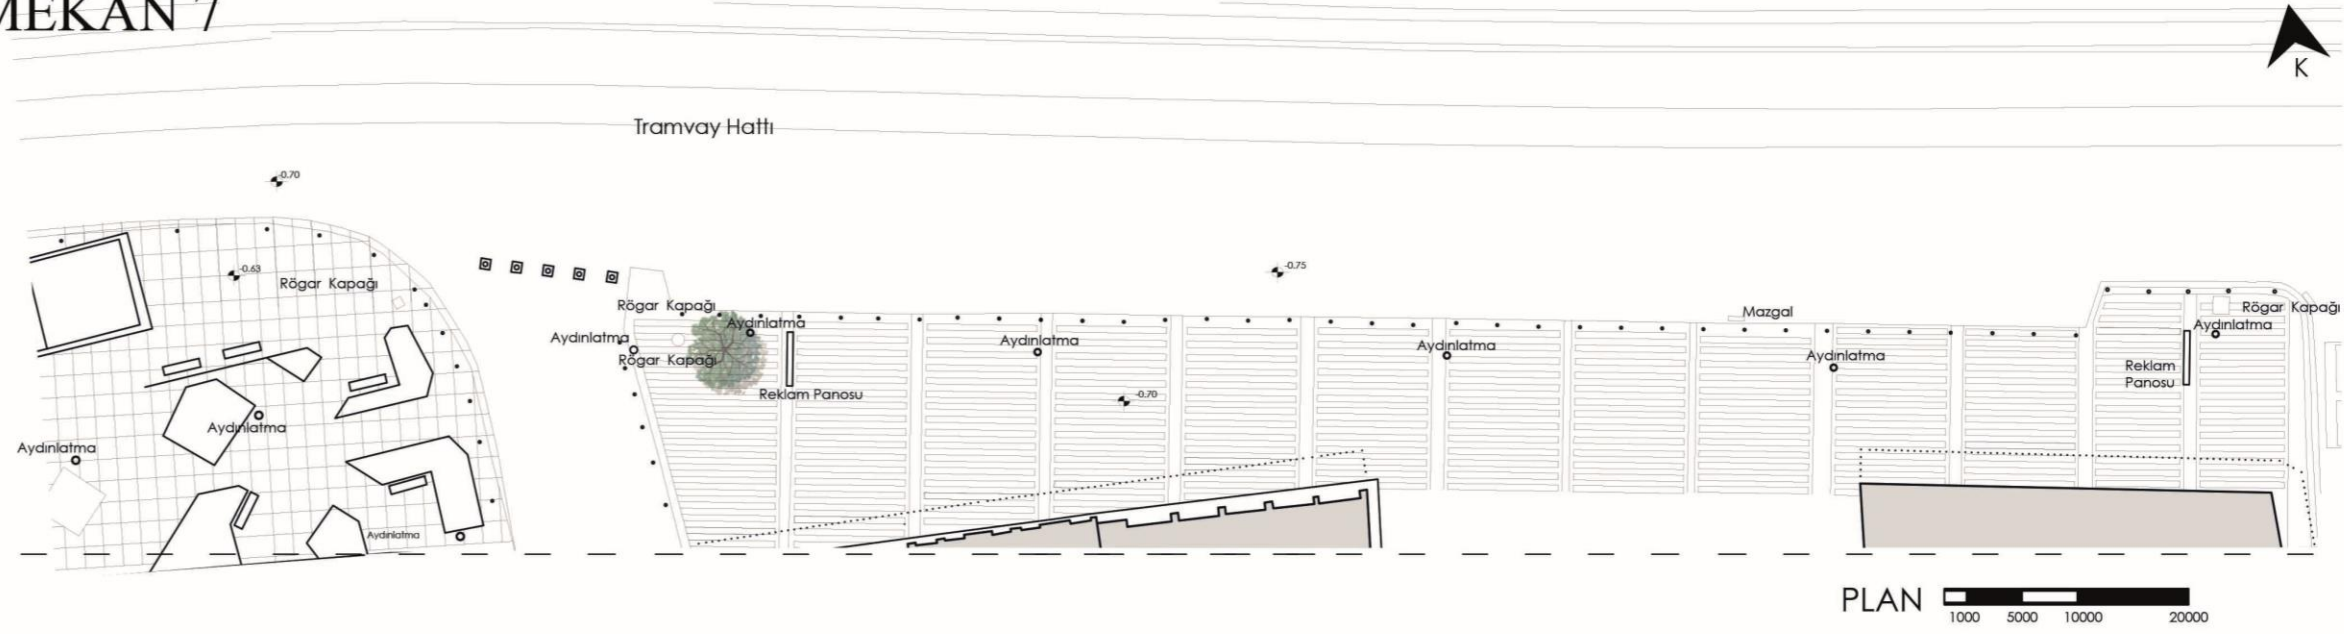 MEKAN 7
K
Tramvay Hattı
-0.70
-0.63
-0.75
Rögar Kapağı
Rögar Kapağı
Mazgal
Rögar Kapağı
Aydınlatma
Aydınlatma
Aydınlatma
Aydınlatma
Aydınlatma
Aydınlatma
Rögar Kapağı
Reklam
Panosu
Reklam Panosu
-0.70
Aydınlatma
Aydınlatma
Aydınlatma
PLAN
1000 5000 10000 20000